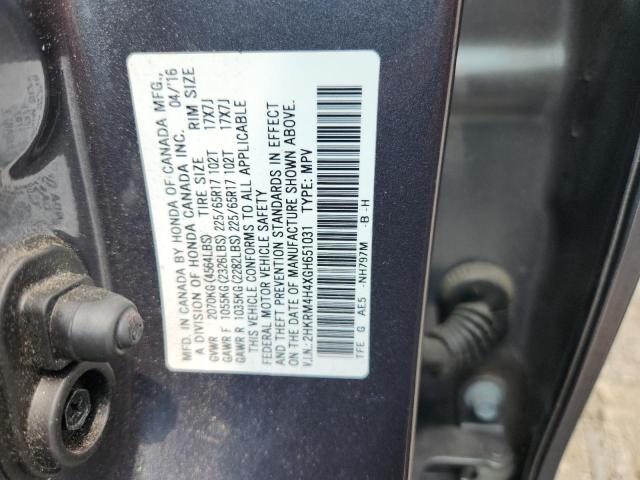 MFD. IN CANADA BY HONDA OF CANADA MFG.,
A DIVISION OF HONDA CANADA INC. 04/16
TIRE SIZE RIM SIZE
GVWR 2070KG(4564LBS)
GAWR F 1055KG(2326LBS) 225/65R17 102T 17X7J
GAWR R 1035KG(2282LBS) 225/65R17 102T 17X7J
THIS VEHICLE CONFORMS TO ALL APPLICABLE
FEDERAL MOTOR VEHICLE SAFETY
BUMPER AND THEFT PREVENTION STANDARDS IN EFFECT
ON THE DATE OF MANUFACTURE SHOWN ABOVE.
V.I.N.:2HKRM4H4XGH651031 TYPE: MPV
TFE G AE5 -NH797M -B -H